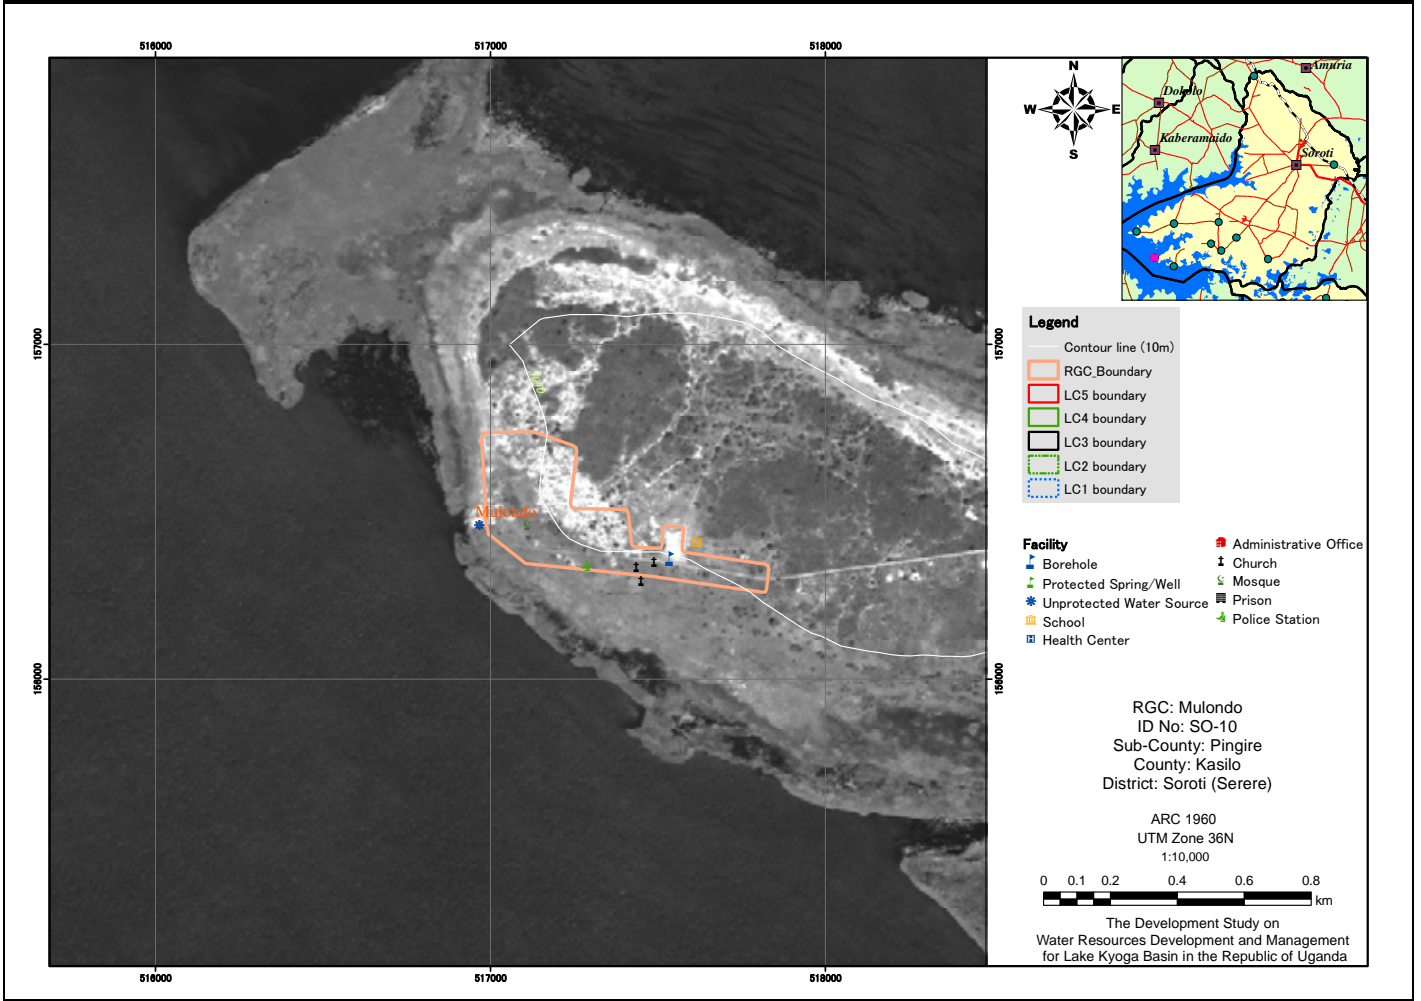 516000
517000
518000
157000
156000
1040
Mulondo
157000
156000
516000
517000
518000
N
W
E
S
Amuria
Dokolo
Kaberamaido
Soroti
Legend
Contour line (10m)
RGC_Boundary
LC5 boundary
LC4 boundary
LC3 boundary
LC2 boundary
LC1 boundary
Facility
Borehole
Protected Spring/Well
Unprotected Water Source
School
Health Center
Administrative Office
Church
Mosque
Prison
Police Station
RGC: Mulondo
ID No: SO-10
Sub-County: Pingire
County: Kasilo
District: Soroti (Serere)
ARC 1960
UTM Zone 36N
1:10,000
0 0.1 0.2 0.4 0.6 0.8
km
The Development Study on
Water Resources Development and Management
for Lake Kyoga Basin in the Republic of Uganda